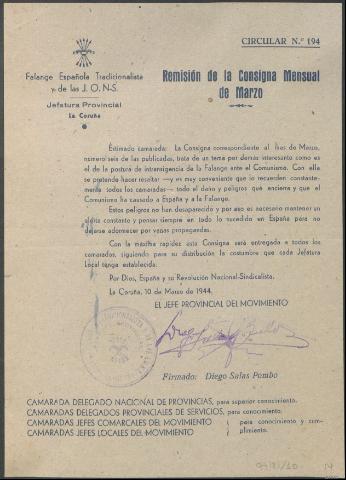 CIRCULAR N.º 194
Falange Española Tradicionalista
y de las J. O. N-S.
Jefatura Provincial
La Coruña
Remisión de la Consigna Mensual
de Marzo
Estimado camarada: La Consigna correspondiente al mes de Marzo,
número seis de las publicadas, trata de un tema por demás interesante como es
el de la postura de intransigencia de la Falange ante el Comunismo. Con ella
se pretende hacer resaltar —y es muy conveniente que lo recuerden constante-
mente todos los camaradas— todo el daño y peligros que encierra y que el
Comunismo ha causado a España y a la Falange.
Estos peligros no han desaparecido y por eso es necesario mantener un
alerta constante y pensar siempre en todo lo sucedido en España para no
dejarse adormecer por vanas propagandas.
Con la máxima rapidez esta Consigna será entregada a todos los
camaradas, siguiendo para su distribución la costumbre que cada Jefatura
Local tenga establecida.
Por Dios, España y su Revolución Nacional-Sindicalista.
La Coruña, 10 de Marzo de 1944.
EL JEFE PROVINCIAL DEL MOVIMIENTO
Firmado: Diego Salas Pombo
CAMARADA DELEGADO NACIONAL DE PROVINCIAS, para superior conocimiento.
CAMARADAS DELEGADOS PROVINCIALES DE SERVICIOS, para conocimiento.
CAMARADAS JEFES COMARCALES DEL MOVIMIENTO ) para conocimiento y cum-
CAMARADAS JEFES LOCALES DEL MOVIMIENTO ) plimiento.